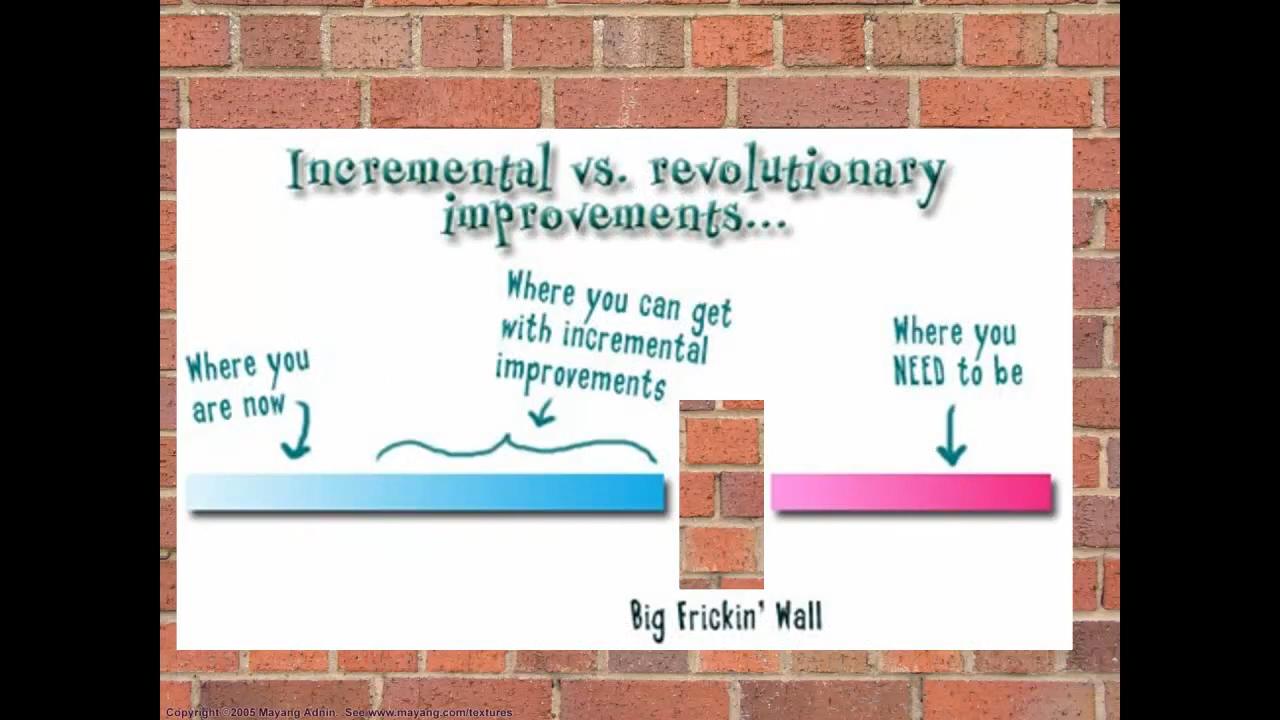 Incremental vs. revolutionary
improvements...
Where you can get
with incremental
improvements
Where you
are now
Where you
NEED to be
Big Frickin' Wall
Copyright ©2005 Mayang Adnin. See www.mayang.com/textures